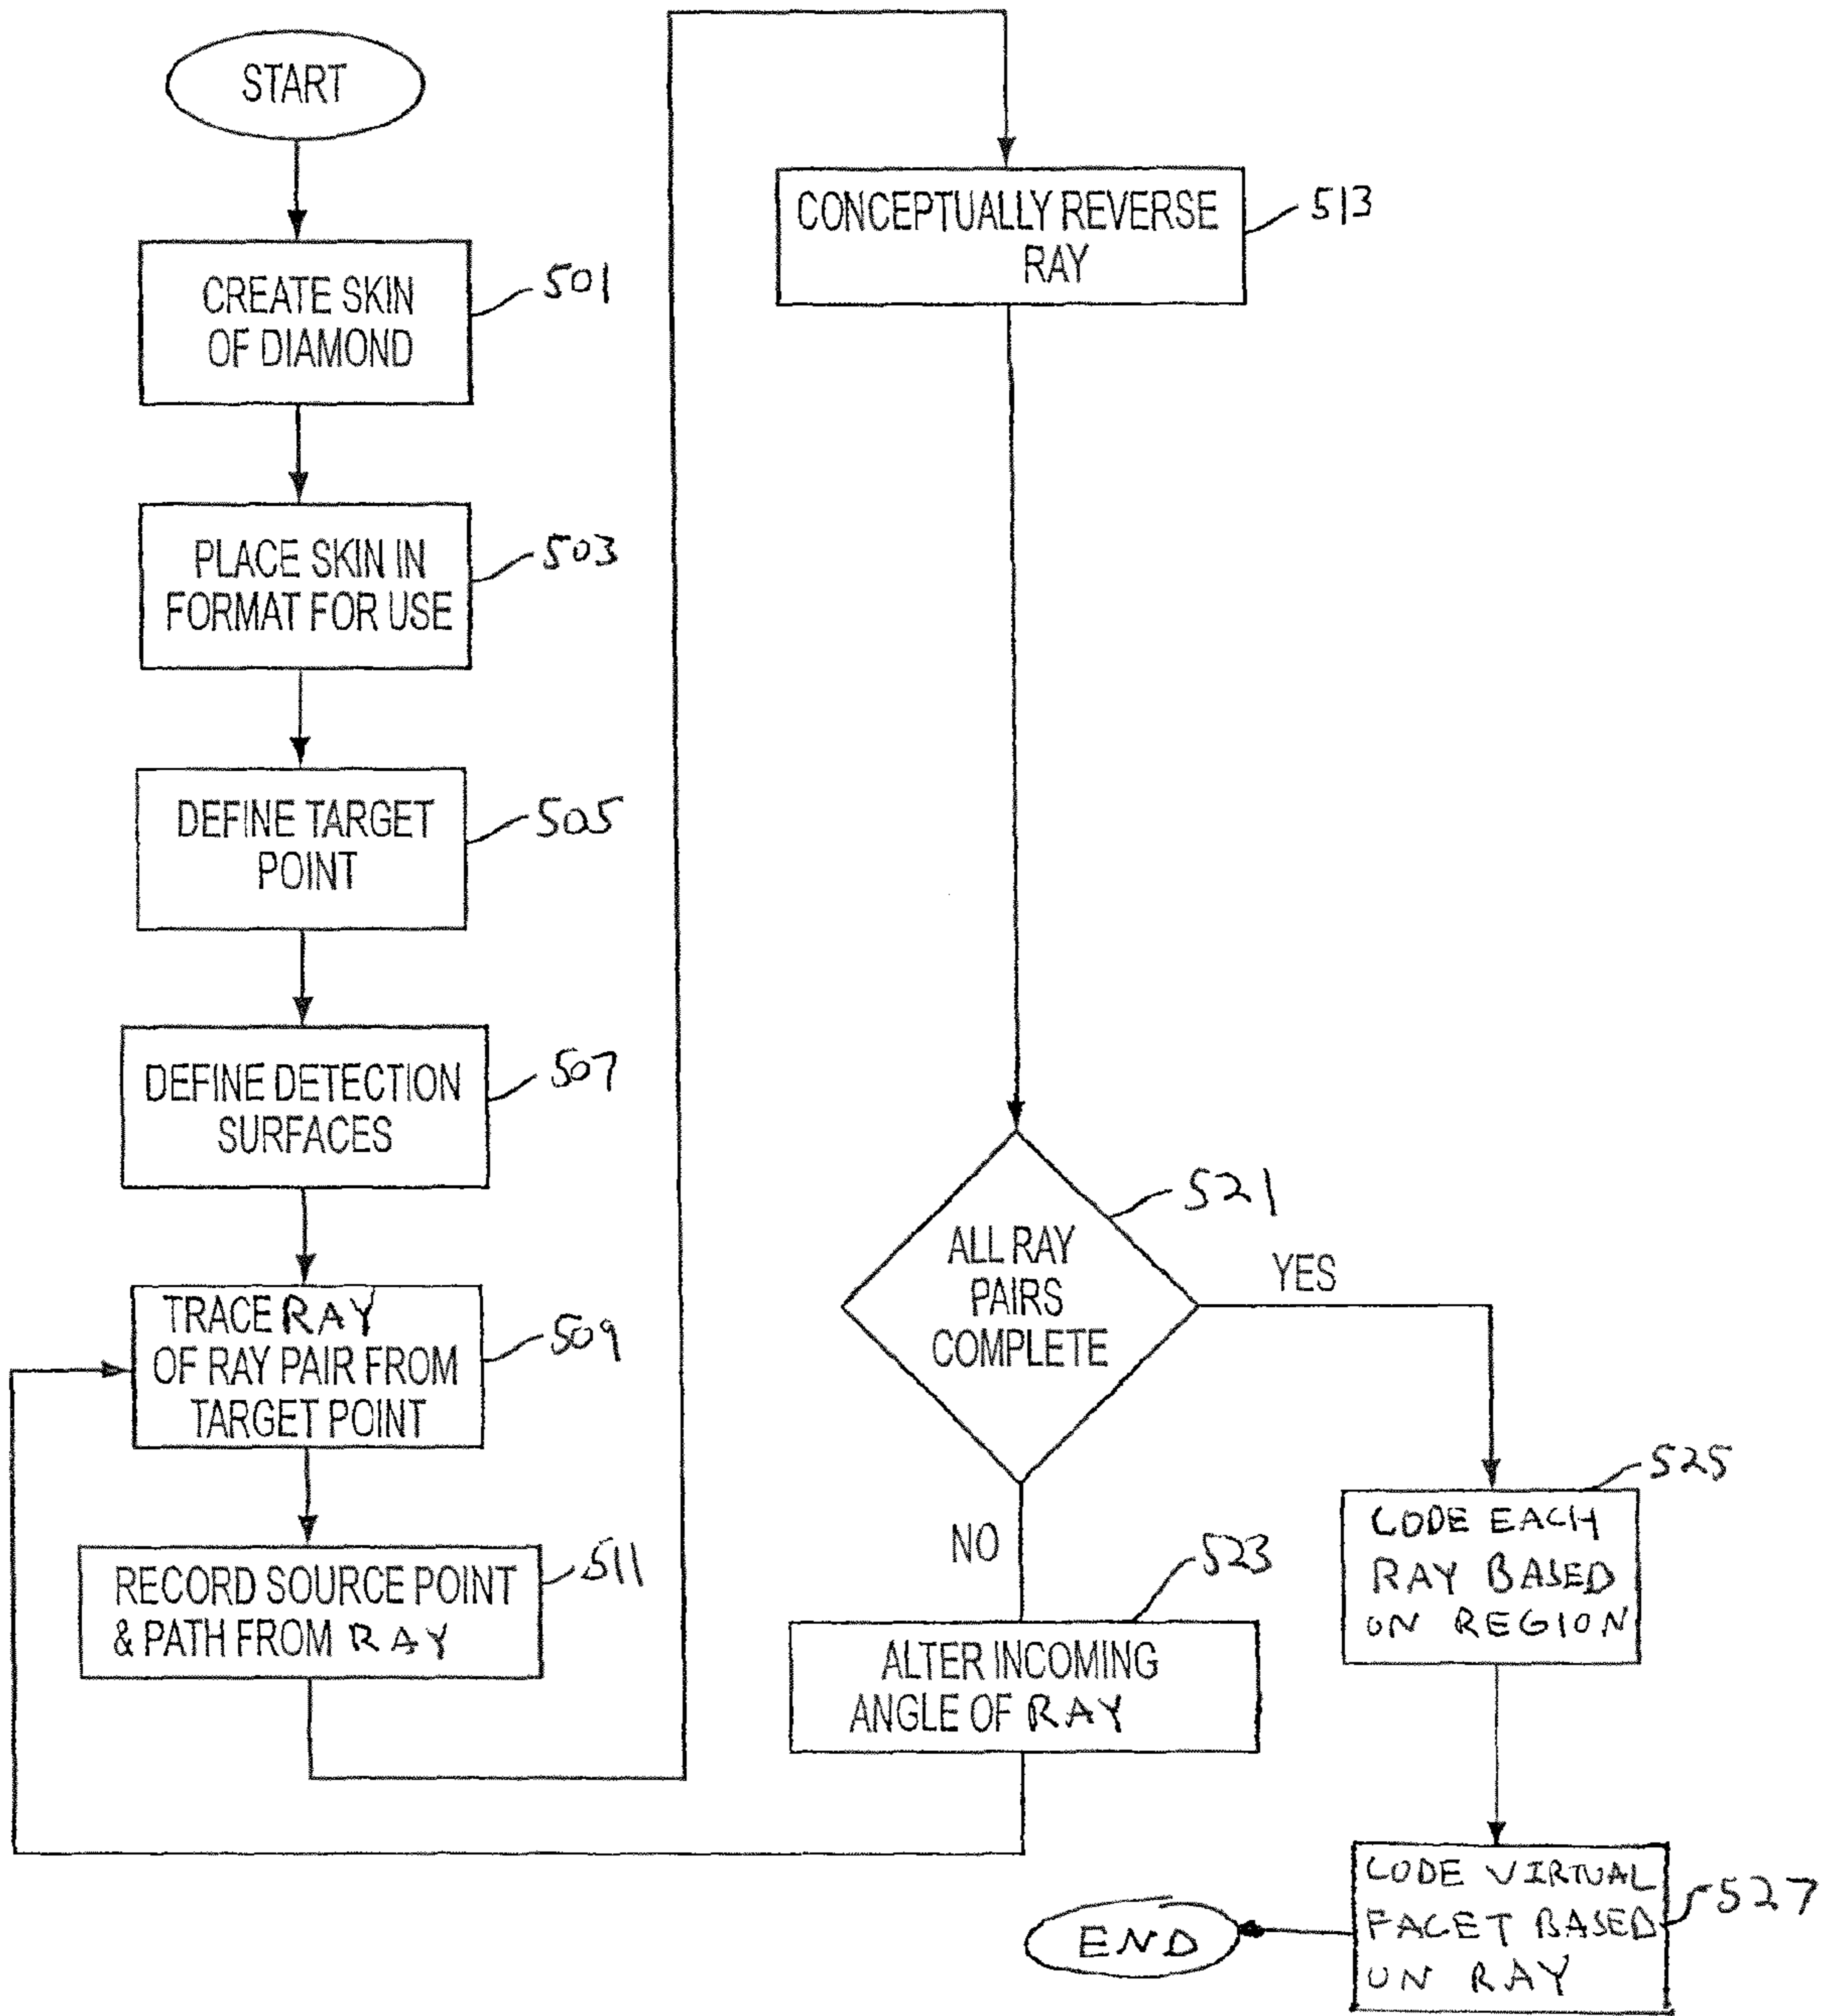 START
CREATE SKIN
OF DIAMOND
501
PLACE SKIN IN
FORMAT FOR USE
503
DEFINE TARGET
POINT
505
DEFINE DETECTION
SURFACES
507
TRACE RAY
OF RAY PAIR FROM
TARGET POINT
509
RECORD SOURCE POINT
& PATH FROM RAY
511
CONCEPTUALLY REVERSE
RAY
513
ALL RAY
PAIRS
COMPLETE
521
YES
NO
ALTER INCOMING
ANGLE OF RAY
523
CODE EACH
RAY BASED
ON REGION
525
CODE VIRTUAL
FACET BASED
ON RAY
527
END